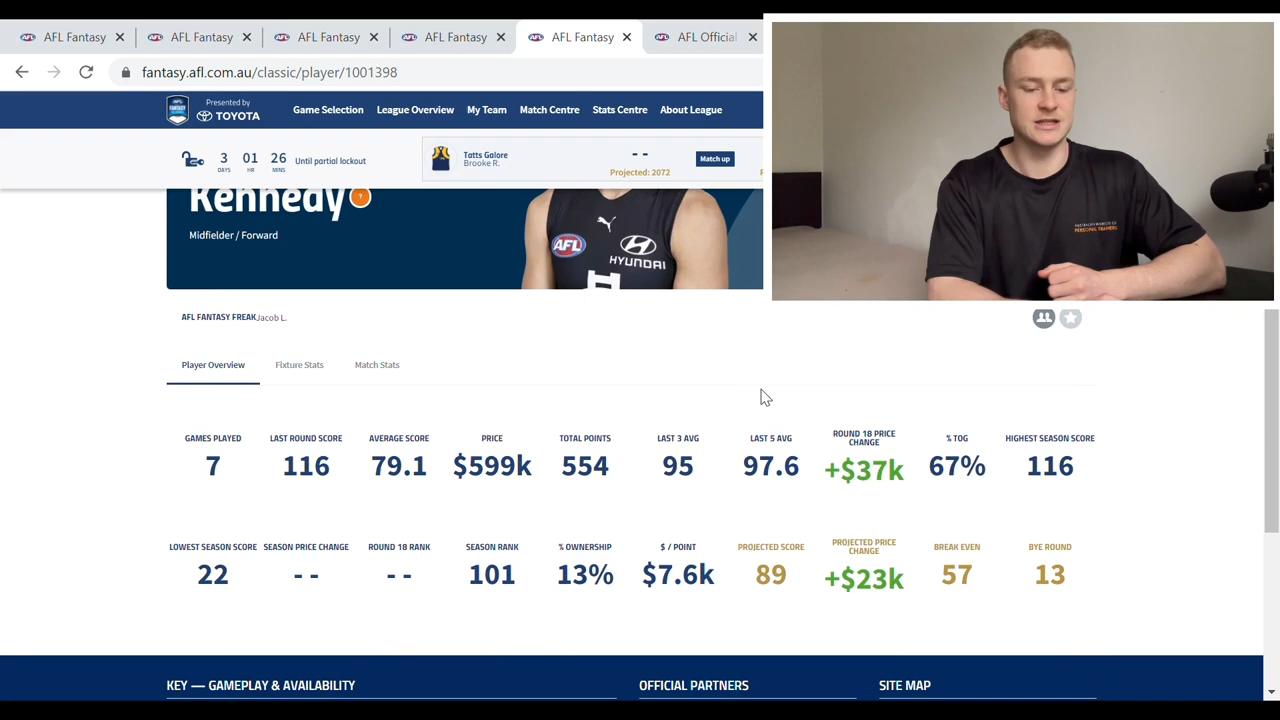 AFL Fantasy
AFL Fantasy
AFL Fantasy
AFL Fantasy
AFL Fantasy
AFL Official
fantasy.afl.com.au/classic/player/1001398
Presented by
TOYOTA
Game Selection
League Overview
My Team
Match Centre
Stats Centre
About League
3 01 26 Until partial lockout
DAYS HR MINS
Tatts Galore
Brooke R.
- -
Projected: 2072
Match up
Kennedy ?
Midfielder / Forward
AFL
HYUNDAI
AFL FANTASY FREAK Jacob L.
Player Overview
Fixture Stats
Match Stats
GAMES PLAYED
7
LAST ROUND SCORE
116
AVERAGE SCORE
79.1
PRICE
$599k
TOTAL POINTS
554
LAST 3 AVG
95
LAST 5 AVG
97.6
ROUND 18 PRICE
CHANGE
+$37k
% TOG
67%
HIGHEST SEASON SCORE
116
LOWEST SEASON SCORE
22
SEASON PRICE CHANGE
- -
ROUND 18 RANK
- -
SEASON RANK
101
% OWNERSHIP
13%
$ / POINT
$7.6k
PROJECTED SCORE
89
PROJECTED PRICE
CHANGE
+$23k
BREAK EVEN
57
BYE ROUND
13
KEY — GAMEPLAY & AVAILABILITY
OFFICIAL PARTNERS
SITE MAP
PERSONAL TRAINERS